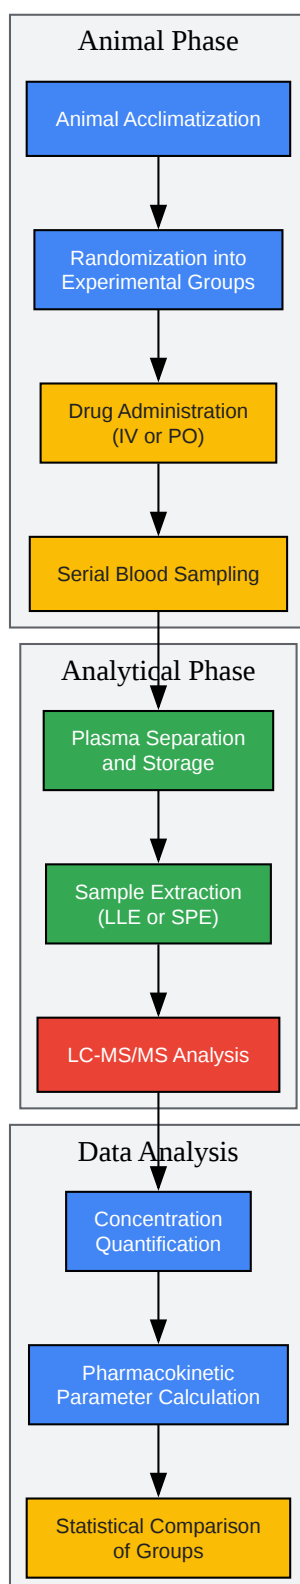 Animal Phase
Animal Acclimatization
Randomization into
Experimental Groups
Drug Administration
(IV or PO)
Serial Blood Sampling
Analytical Phase
Plasma Separation
and Storage
Sample Extraction
(LLE or SPE)
LC-MS/MS Analysis
Data Analysis
Concentration
Quantification
Pharmacokinetic
Parameter Calculation
Statistical Comparison
of Groups